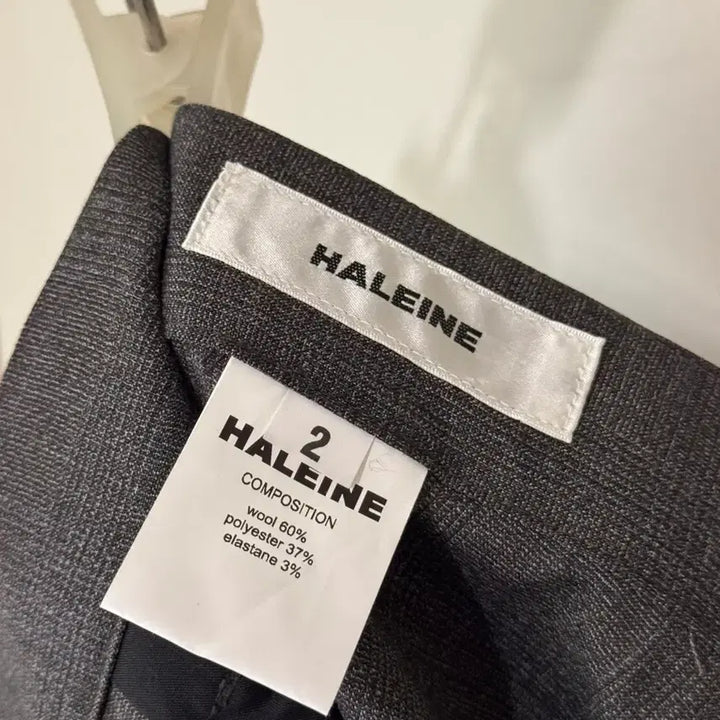 HALEINE
2
HALEINE
COMPOSITION
wool 60%
polyester 37%
elastane 3%